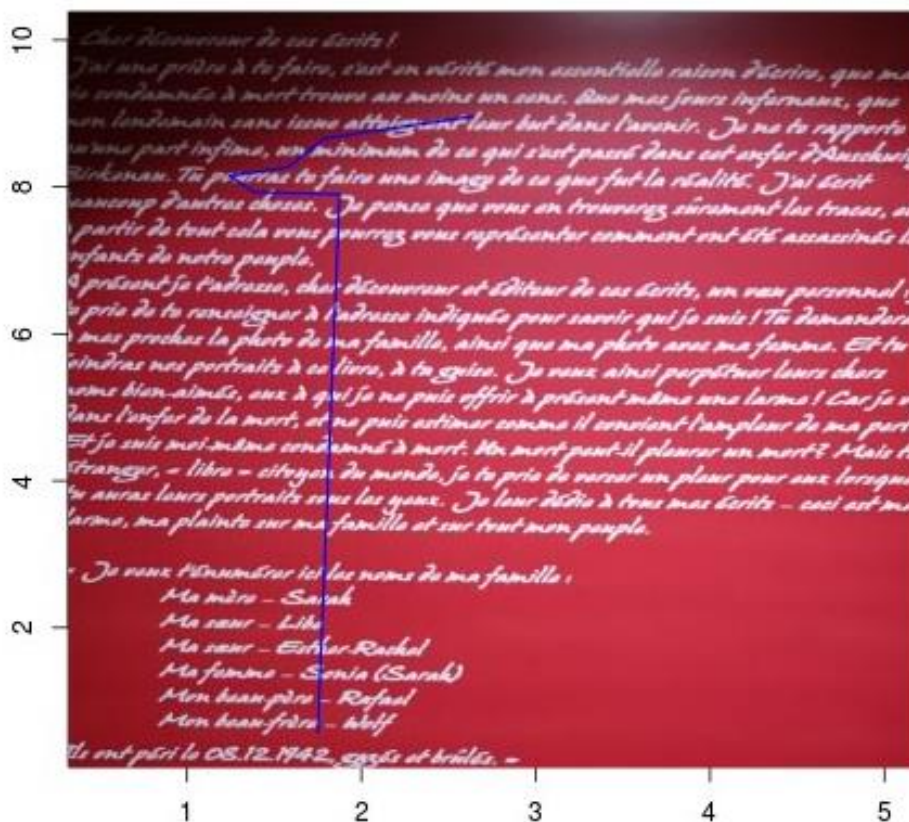 Cher découvreur de ces écrits !
J'ai une prière à te faire, c'est en vérité mon essentielle raison d'écrire, que ma
vie condamnée à mort trouve au moins un sens. Que mes jours infernaux, que
mon lendemain sans issue atteignent leur but dans l'avenir. Je ne te rapporte
qu'une part infime, un minimum de ce qui s'est passé dans cet enfer d'Auschwitz
Birkenau. Tu pourras te faire une image de ce que fut la réalité. J'ai écrit
beaucoup d'autres choses. Je pense que vous en trouverez sûrement les traces,
partir de tout cela vous pourrez vous représenter comment ont été assassinés
enfants de notre peuple.
A présent je t'adresse, cher découvreur et éditeur de ces écrits, un vœu personnel !
te prie de te renseigner à l'adresse indiquée pour savoir qui je suis ! Tu demandera
à mes proches la photo de ma famille, ainsi que ma photo avec ma femme. Et tu
joindras nos portraits à ce livre, à ta guise. Je veux ainsi perpétuer leurs chers
noms bien-aimés, eux à qui je ne puis offrir à présent même une larme ! Car je
dans l'enfer de la mort, et ne puis estimer comme il convient l'ampleur de ma
Et je suis moi-même condamné à mort. Un mort peut-il pleurer un mort ? Mais
étranger, « libre » citoyen du monde, je te prie de verser un pleur pour eux lorsque
tu auras leurs portraits sous les yeux. Je leur dédie à tous mes écrits – ceci est ma
larme, ma plainte sur ma famille et sur tout mon peuple.
- Je veux t'énumérer ici les noms de ma famille :
Ma mère – Sarah
Ma sœur – Liba
Ma sœur – Esther-Rachel
Ma femme – Sonia (Sarah)
Mon beau-père – Rafael
Mon beau-frère – Wolf
Ils ont péri le 08.12.1942, gazés et brûlés. –
10
8
6
4
2
1 2 3 4 5